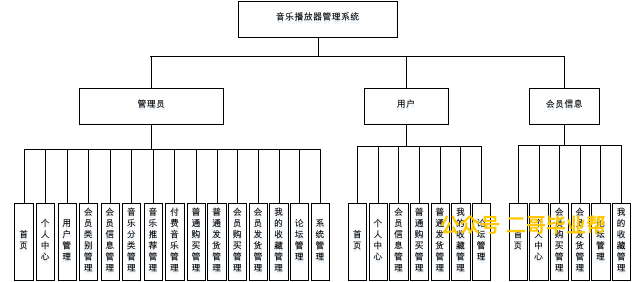 音乐播放器管理系统
管理员
用户
会员信息
首页
个人中心
用户管理
会员类别管理
会员信息管理
音乐分类管理
音乐推荐管理
付费音乐管理
普通购买管理
普通发货管理
会员购买管理
会员发货管理
我的收藏管理
论坛管理
系统管理
首页
个人中心
会员信息管理
普通购买管理
普通发货管理
我的收藏管理
论坛管理
首页
个人中心
会员购买管理
会员发货管理
论坛管理
我的收藏管理
公众号 二哥毕业帮